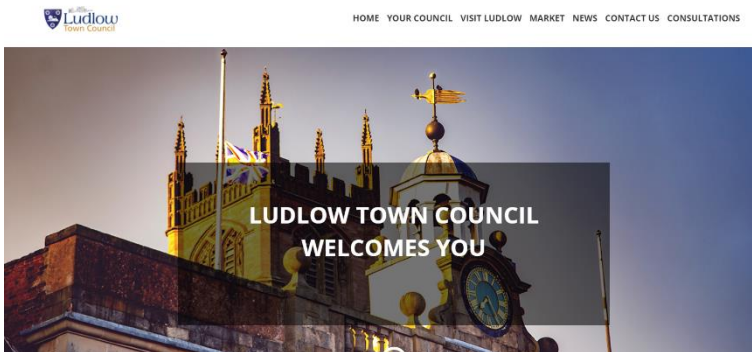 Ludlow
Town Council
HOME YOUR COUNCIL VISIT LUDLOW MARKET NEWS CONTACT US CONSULTATIONS
LUDLOW TOWN COUNCIL
WELCOMES YOU